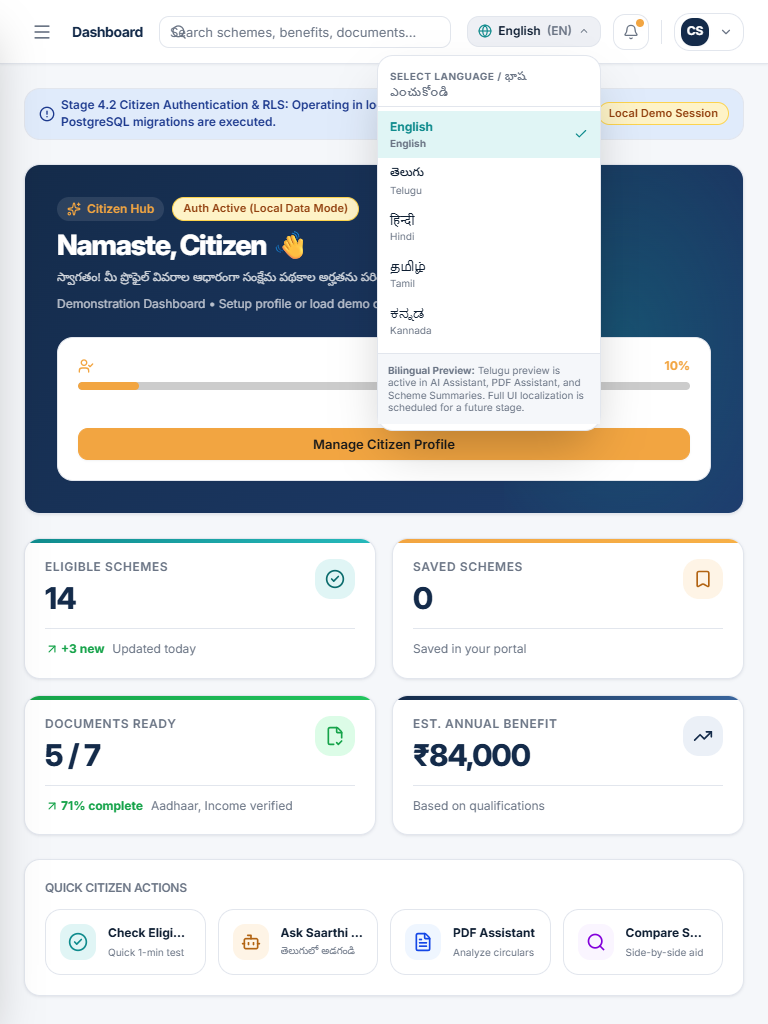 Dashboard
Search schemes, benefits, documents...
English (EN)
CS
SELECT LANGUAGE / భాష
ఎంచుకోండి
English
English
తెలుగు
Telugu
हिन्दी
Hindi
தமிழ்
Tamil
ಕನ್ನಡ
Kannada
Bilingual Preview: Telugu preview is
active in AI Assistant, PDF Assistant, and
Scheme Summaries. Full UI localization is
scheduled for a future stage.
Stage 4.2 Citizen Authentication & RLS: Operating in
PostgreSQL migrations are executed.
Local Demo Session
Citizen Hub
Auth Active (Local Data Mode)
Namaste, Citizen 👋
స్వాగతం! మీ ప్రొఫైల్ వివరాల ఆధారంగా సంక్షేమ పథకాల అర్హతను
Demonstration Dashboard • Setup profile or load demo
10%
Manage Citizen Profile
ELIGIBLE SCHEMES
14
+3 new Updated today
SAVED SCHEMES
0
Saved in your portal
DOCUMENTS READY
5 / 7
71% complete Aadhaar, Income verified
EST. ANNUAL BENEFIT
₹84,000
Based on qualifications
QUICK CITIZEN ACTIONS
Check Eligi...
Quick 1-min test
Ask Saarthi ...
తెలుగులో అడగండి
PDF Assistant
Analyze circulars
Compare S...
Side-by-side aid